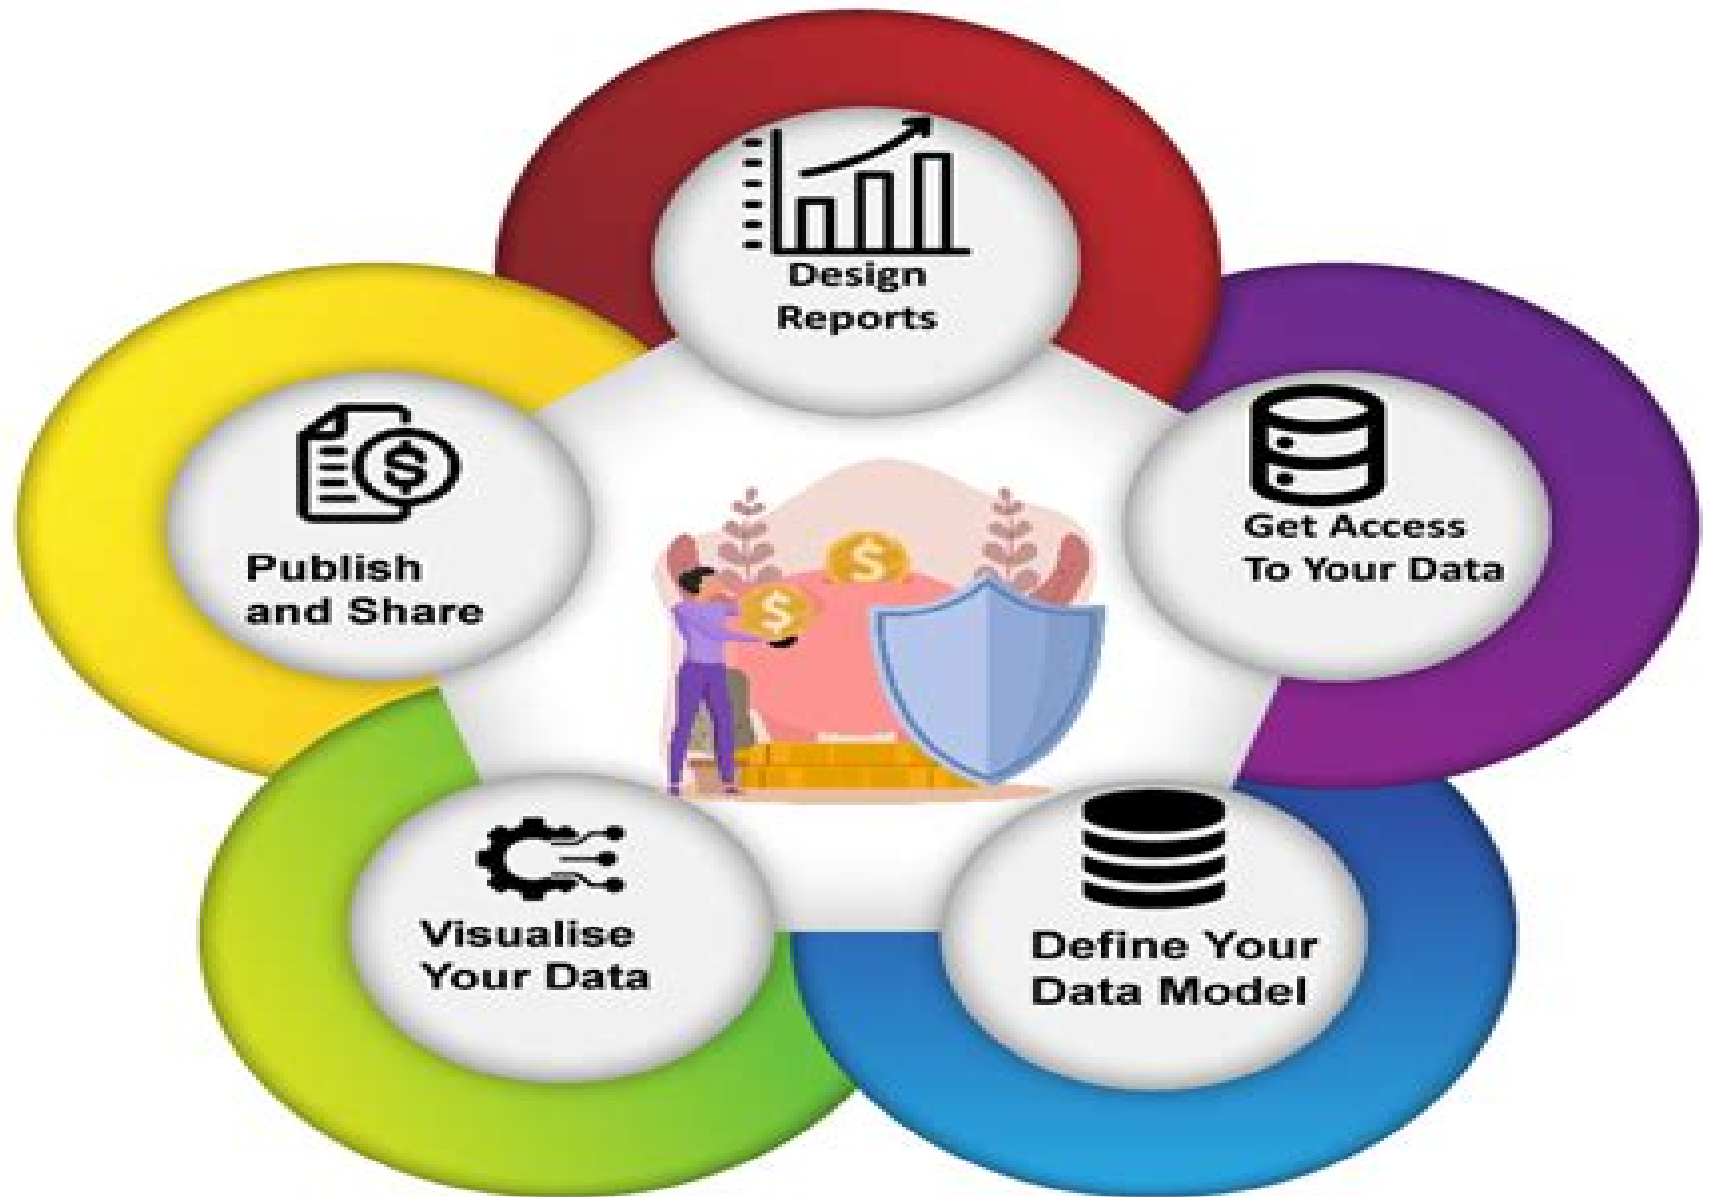 Design
Reports
Get Access
To Your Data
Define Your
Data Model
Visualise
Your Data
Publish
and Share
$
$
$